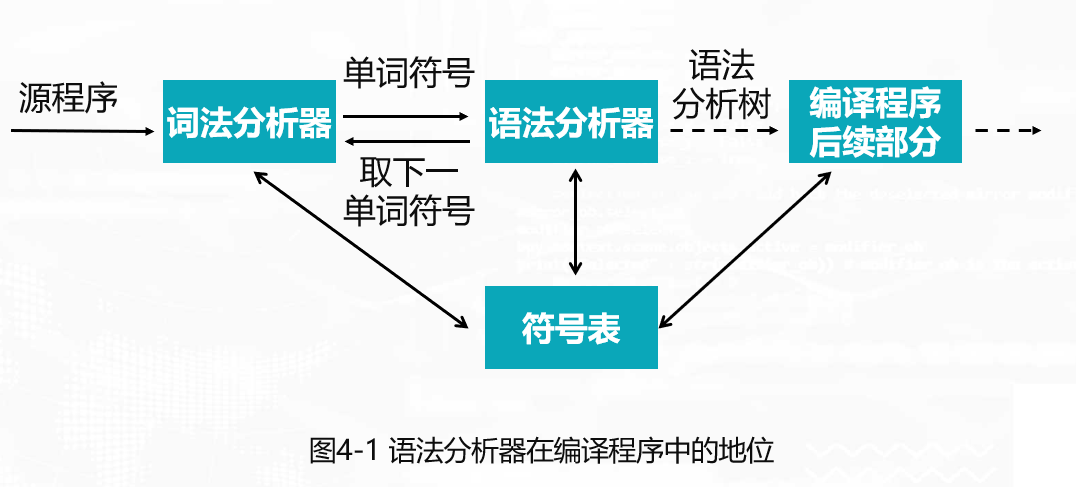 源程序
词法分析器
单词符号
取下一
单词符号
语法分析器
语法
分析树
编译程序
后续部分
符号表
图4-1 语法分析器在编译程序中的地位